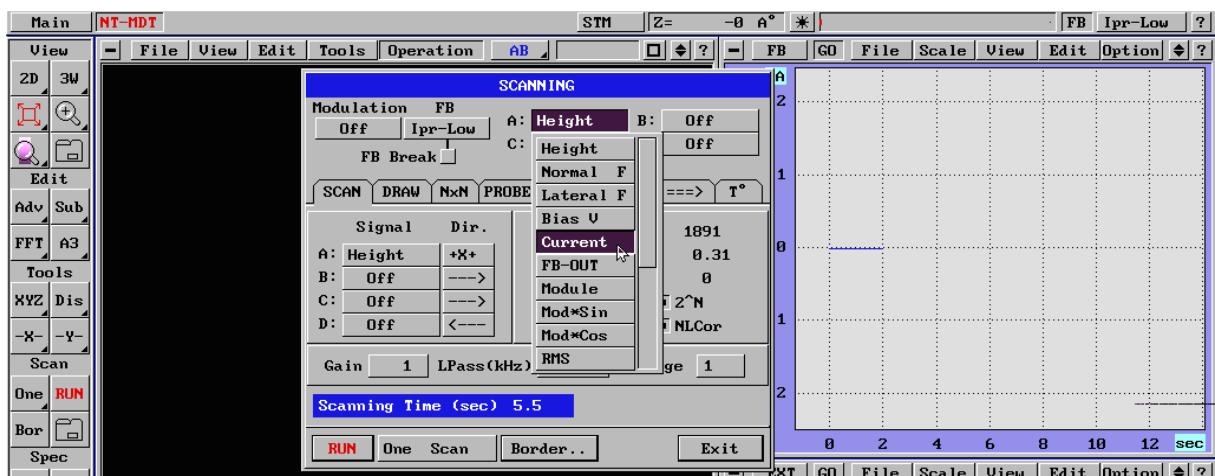 Main NT-MDT STM Z= -0 A° FB Ipr-Low ?
View File View Edit Tools Operation AB ? FB GO File Scale View Edit Option ?
2D 3W
Edit
Adv Sub
FFT A3
Tools
XYZ Dis
-X- -Y-
Scan
One RUN
Bor
Spec
SCANNING
Modulation FB
Off Ipr-Low
A: Height B: Off
C: Off
FB Break
SCAN DRAW NxN PROBE ===> T°
Height
Normal F
Lateral F
Bias V
Current
FB-OUT
Module
Mod*Sin
Mod*Cos
RMS
Signal Dir.
A: Height +X+
B: Off --->
C: Off --->
D: Off <---
1891
0.31
0
2^N
NLCor
Gain 1 LPass(kHz) ge 1
Scanning Time (sec) 5.5
RUN One Scan Border.. Exit
A
2
1
0
1
2
0 2 4 6 8 10 12 sec
EXT GO File Scale View Edit Option ?